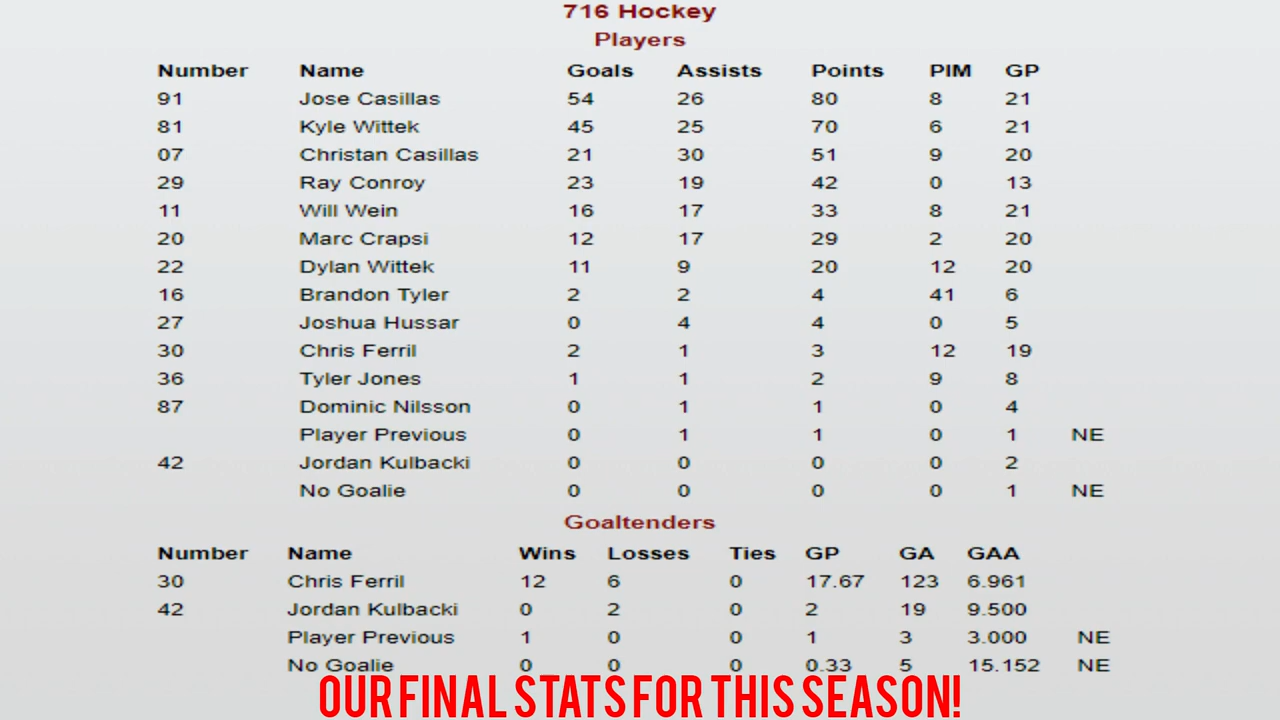 716 Hockey
Players
Number Name Goals Assists Points PIM GP
91 Jose Casillas 54 26 80 8 21
81 Kyle Wittek 45 25 70 6 21
07 Christan Casillas 21 30 51 9 20
29 Ray Conroy 23 19 42 0 13
11 Will Wein 16 17 33 8 21
20 Marc Crapsi 12 17 29 2 20
22 Dylan Wittek 11 9 20 12 20
16 Brandon Tyler 2 2 4 41 6
27 Joshua Hussar 0 4 4 0 5
30 Chris Ferril 2 1 3 12 19
36 Tyler Jones 1 1 2 9 8
87 Dominic Nilsson 0 1 1 0 4
Player Previous 0 1 1 0 1 NE
42 Jordan Kulbacki 0 0 0 0 2
No Goalie 0 0 0 0 1 NE
Goaltenders
Number Name Wins Losses Ties GP GA GAA
30 Chris Ferril 12 6 0 17.67 123 6.961
42 Jordan Kulbacki 0 2 0 2 19 9.500
Player Previous 1 0 0 1 3 3.000 NE
No Goalie 0 0 0 0.33 5 15.152 NE
OUR FINAL STATS FOR THIS SEASON!